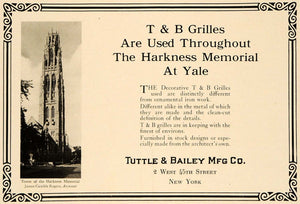 T & B Grilles
Are Used Throughout
The Harkness Memorial
At Yale
THE Decorative T & B Grilles
used are distinctly different
from ornamental iron work.
Different alike in the metal of which
they are made and the clean-cut
definition of the details.
T & B grilles are in keeping with the
finest of environs.
Furnished in stock designs or es-
pecially made from the architect's own.
TUTTLE & BAILEY MFG CO.
2 WEST 45TH STREET
NEW YORK
Tower of the Harkness Memorial
James Gamble Rogers, Architect